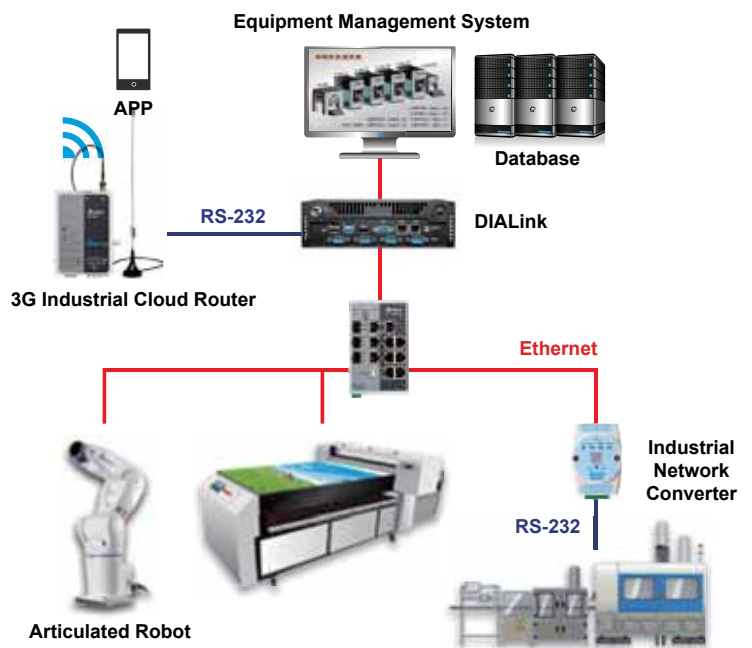 Equipment Management System
APP
Database
RS-232
DIALink
3G Industrial Cloud Router
Ethernet
Industrial
Network
Converter
RS-232
Articulated Robot